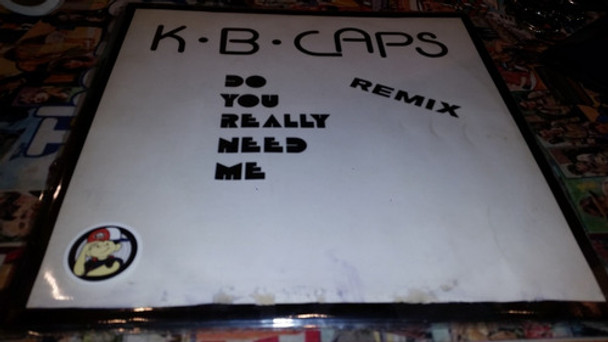 K·B·CAPS
DO
YOU
REALLY
NEED
ME
REMIX